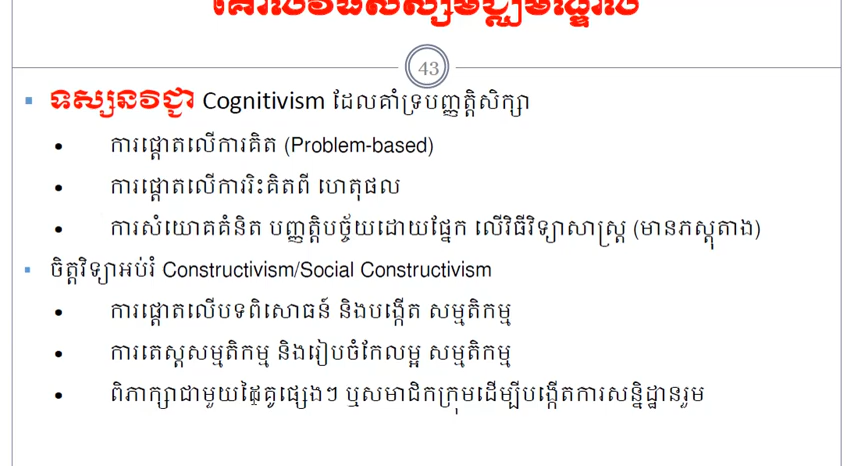 43
ទស្សនវិជ្ជា Cognitivism ដែលគាំទ្របញ្ញត្តិសិក្សា
ការផ្តោតលើការគិត (Problem-based)
ការផ្តោតលើការរិះគិតពី ហេតុផល
ការសំយោគគំនិត បញ្ញត្តិបច្ច័យដោយផ្នែក លើវិធីវិទ្យាសាស្ត្រ (មានភស្តុតាង)
ចិត្តវិទ្យាអប់រំ Constructivism/Social Constructivism
ការផ្តោតលើបទពិសោធន៍ និងបង្កើត សម្មតិកម្ម
ការតេស្តសម្មតិកម្ម និងរៀបចំកែលម្អ សម្មតិកម្ម
ពិភាក្សាជាមួយដៃគូផ្សេងៗ ឬសមាជិកក្រុមដើម្បីបង្កើតការសន្និដ្ឋានរួម